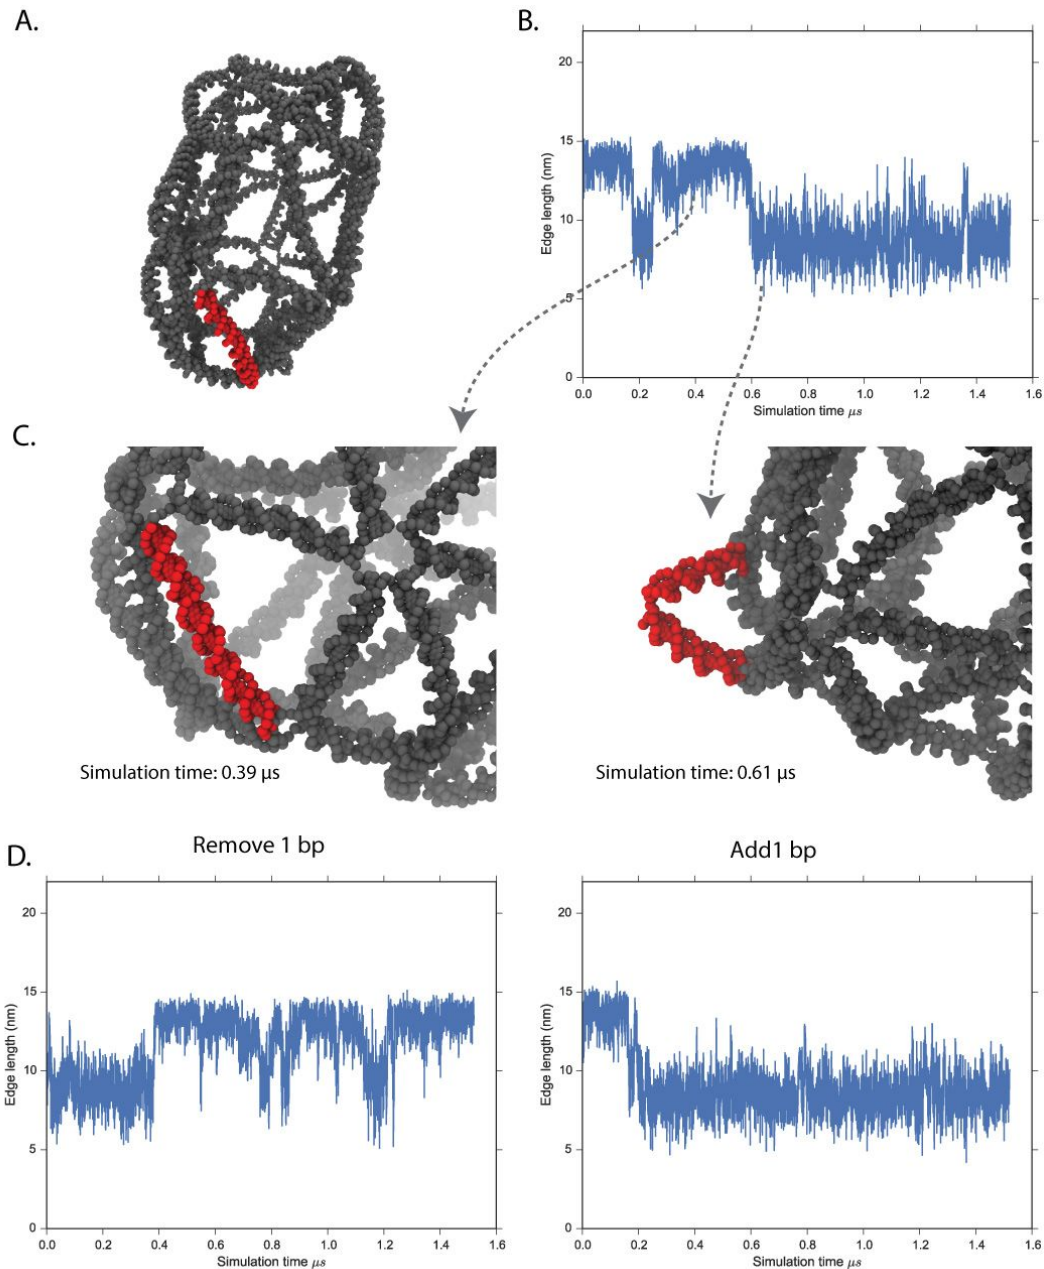 A.
B.
20
15
10
5
0
Edge length (nm)
0.0 0.2 0.4 0.6 0.8 1.0 1.2 1.4 1.6
Simulation time μs
C.
Simulation time: 0.39 μs
Simulation time: 0.61 μs
D.
Remove 1 bp
Add1 bp
20
15
10
5
0
Edge length (nm)
0.0 0.2 0.4 0.6 0.8 1.0 1.2 1.4 1.6
Simulation time μs
20
15
10
5
0
Edge length (nm)
0.0 0.2 0.4 0.6 0.8 1.0 1.2 1.4 1.6
Simulation time μs